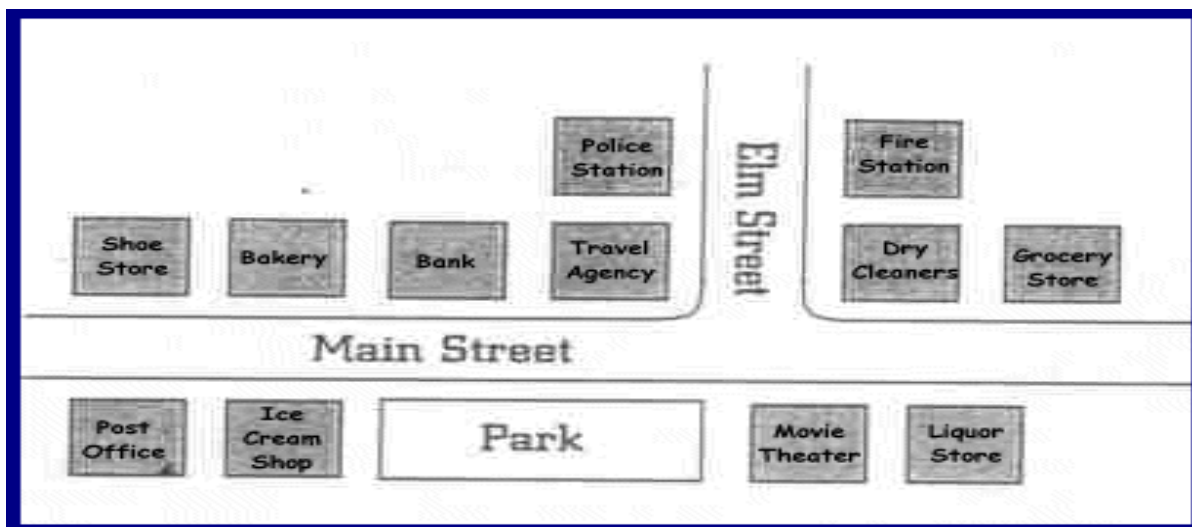 Police
Station
Fire
Station
Elm Street
Shoe
Store
Bakery
Bank
Travel
Agency
Dry
Cleaners
Grocery
Store
Main Street
Post
Office
Ice
Cream
Shop
Park
Movie
Theater
Liquor
Store